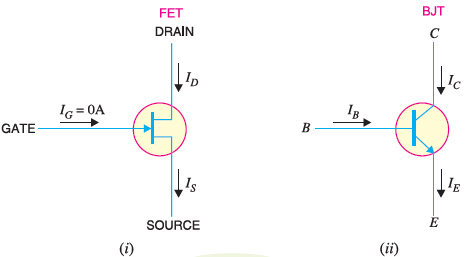 FET
DRAIN
I_D
I_G = 0A
GATE
I_S
SOURCE
(i)
BJT
C
I_C
I_B
B
I_E
E
(ii)